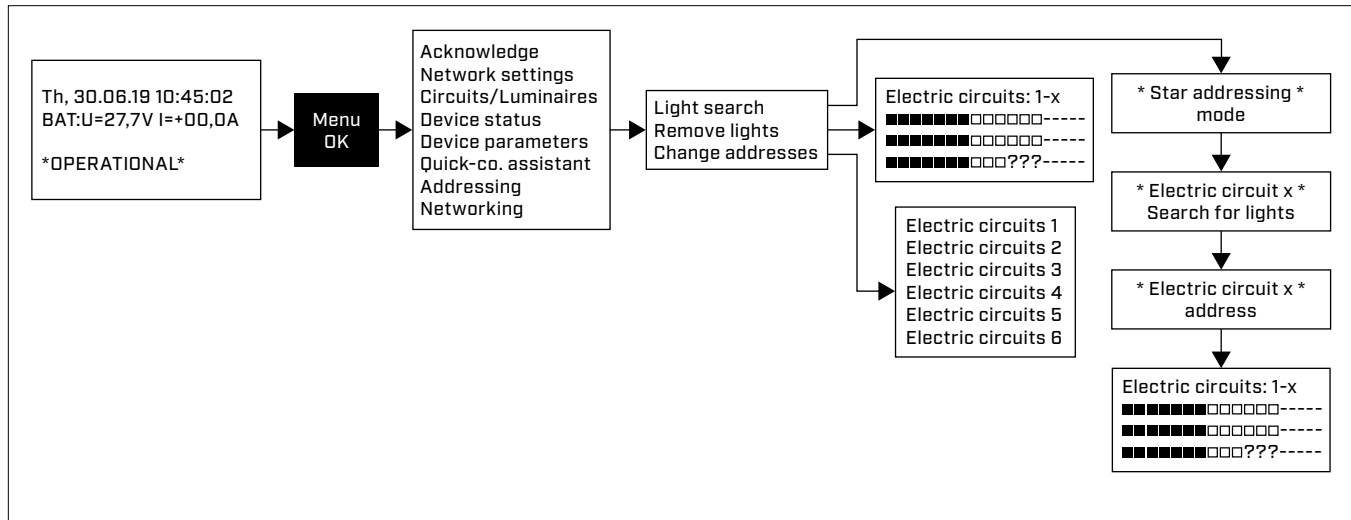 Th, 30.06.19 10:45:02
BAT:U=27,7V I=+00,0A
*OPERATIONAL*
Menu
OK
Acknowledge
Network settings
Circuits/Luminaires
Device status
Device parameters
Quick-co. assistant
Addressing
Networking
Light search
Remove lights
Change addresses
Electric circuits: 1-x
■■■■■■■□□□□□□-----
■■■■■■■□□□□□□-----
■■■■■■■□□□???-----
Electric circuits 1
Electric circuits 2
Electric circuits 3
Electric circuits 4
Electric circuits 5
Electric circuits 6
* Star addressing *
mode
* Electric circuit x *
Search for lights
* Electric circuit x *
address
Electric circuits: 1-x
■■■■■■■□□□□□□-----
■■■■■■■□□□□□□-----
■■■■■■■□□□???-----